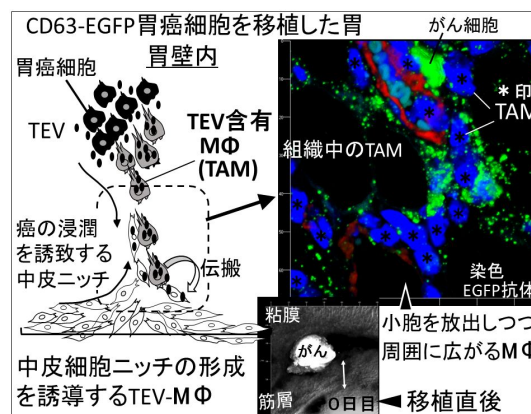 CD63-EGFP胃癌細胞を移植した胃
胃壁内
胃癌細胞
TEV
TEV含有
MΦ
(TAM)
癌の浸潤
を誘致する
中皮ニッチ
伝搬
中皮細胞ニッチの形成
を誘導するTEV-MΦ
がん細胞
＊印
TAM
組織中のTAM
染色
EGFP抗体
小胞を放出しつつ
周囲に広がるMΦ
粘膜
がん
0日目
筋層
移植直後